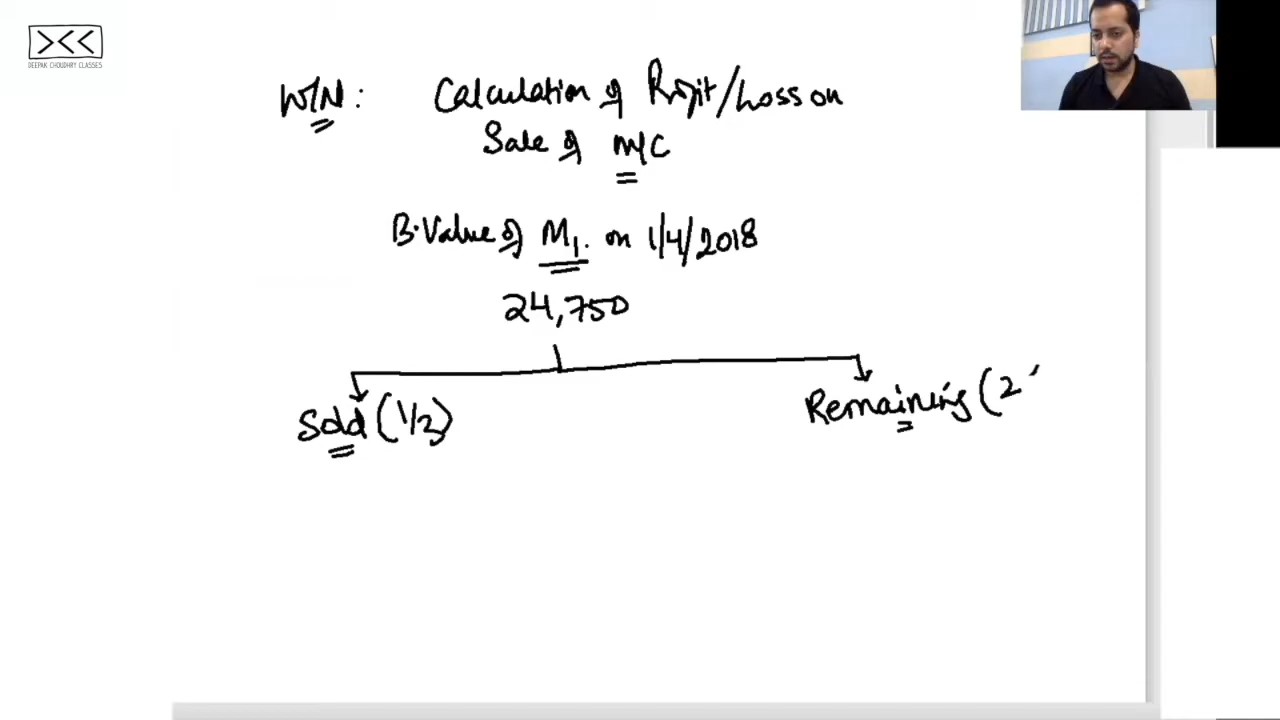 DEEPAK CHOUDHRY CLASSES
W/N: Calculation of Profit/Loss on
Sale of M/C
B.Value of M1. on 1/4/2018
24,750
Sold (1/3) Remaining (2